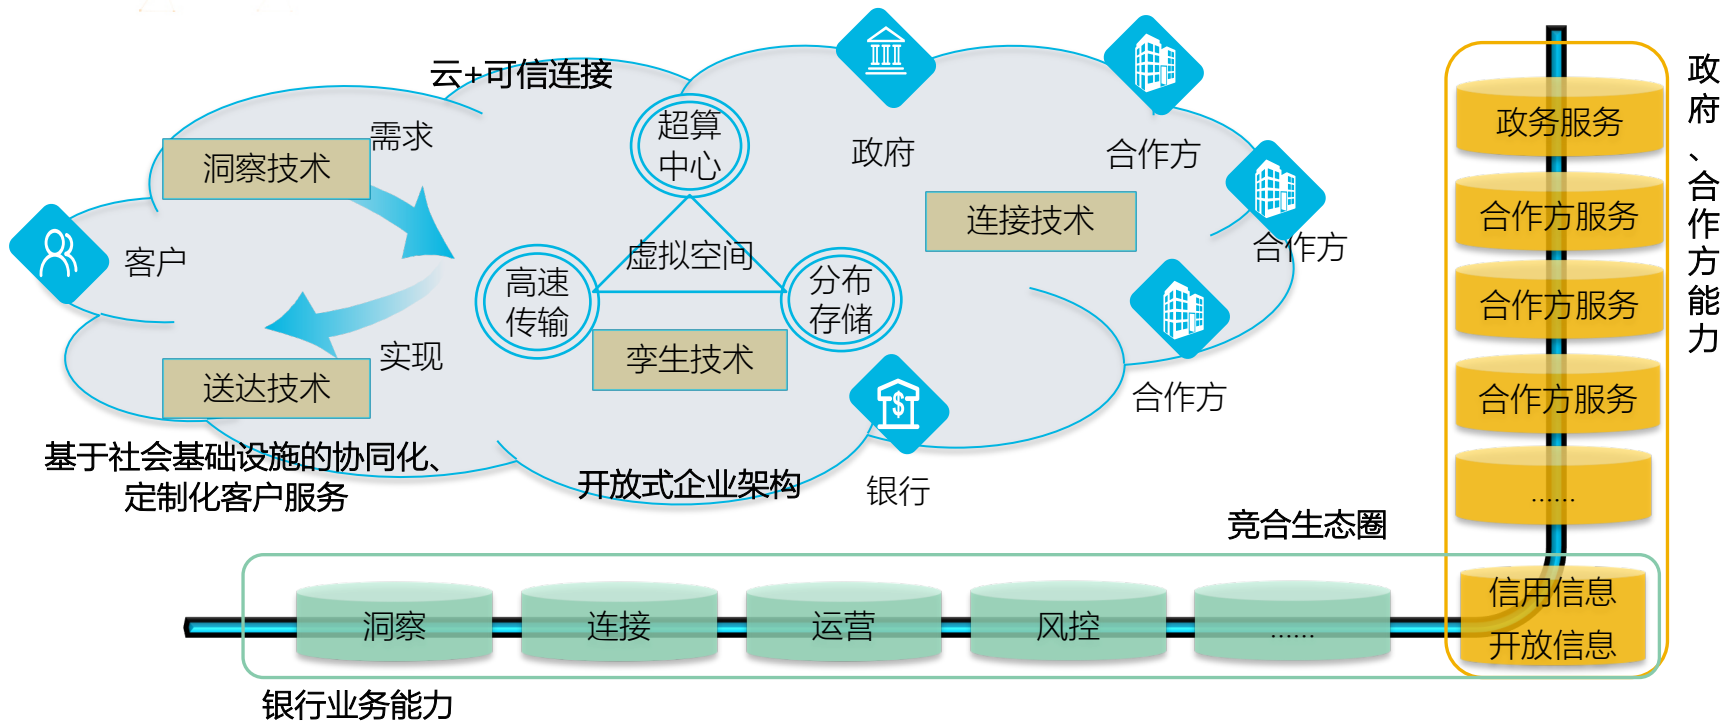 云+可信连接
需求
洞察技术
客户
实现
送达技术
基于社会基础设施的协同化、
定制化客户服务
超算
中心
虚拟空间
高速
传输
分布
存储
孪生技术
开放式企业架构
政府
合作方
连接技术
合作方
合作方
银行
竞合生态圈
政务服务
合作方服务
合作方服务
合作方服务
......
信用信息
开放信息
政府、合作方能力
洞察
连接
运营
风控
......
银行业务能力